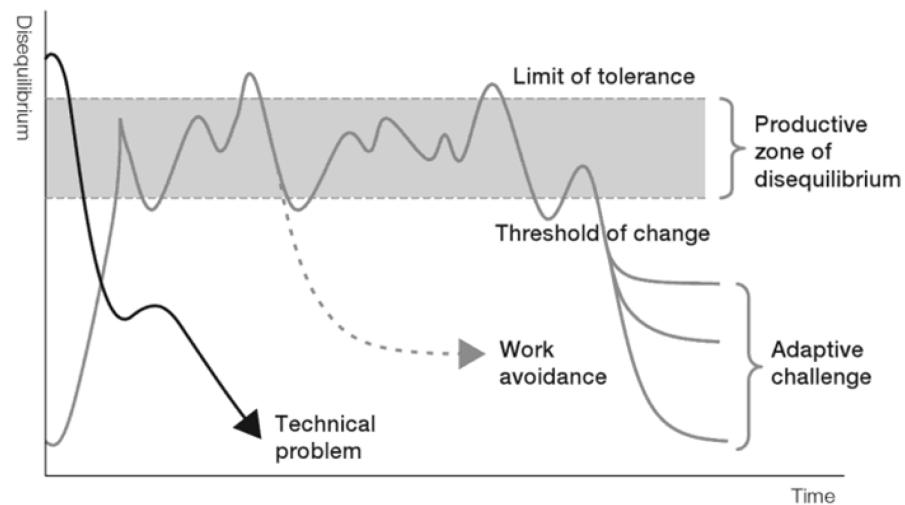 Disequilibrium
Limit of tolerance
Productive
zone of
disequilibrium
Threshold of change
Work
avoidance
Adaptive
challenge
Technical
problem
Time